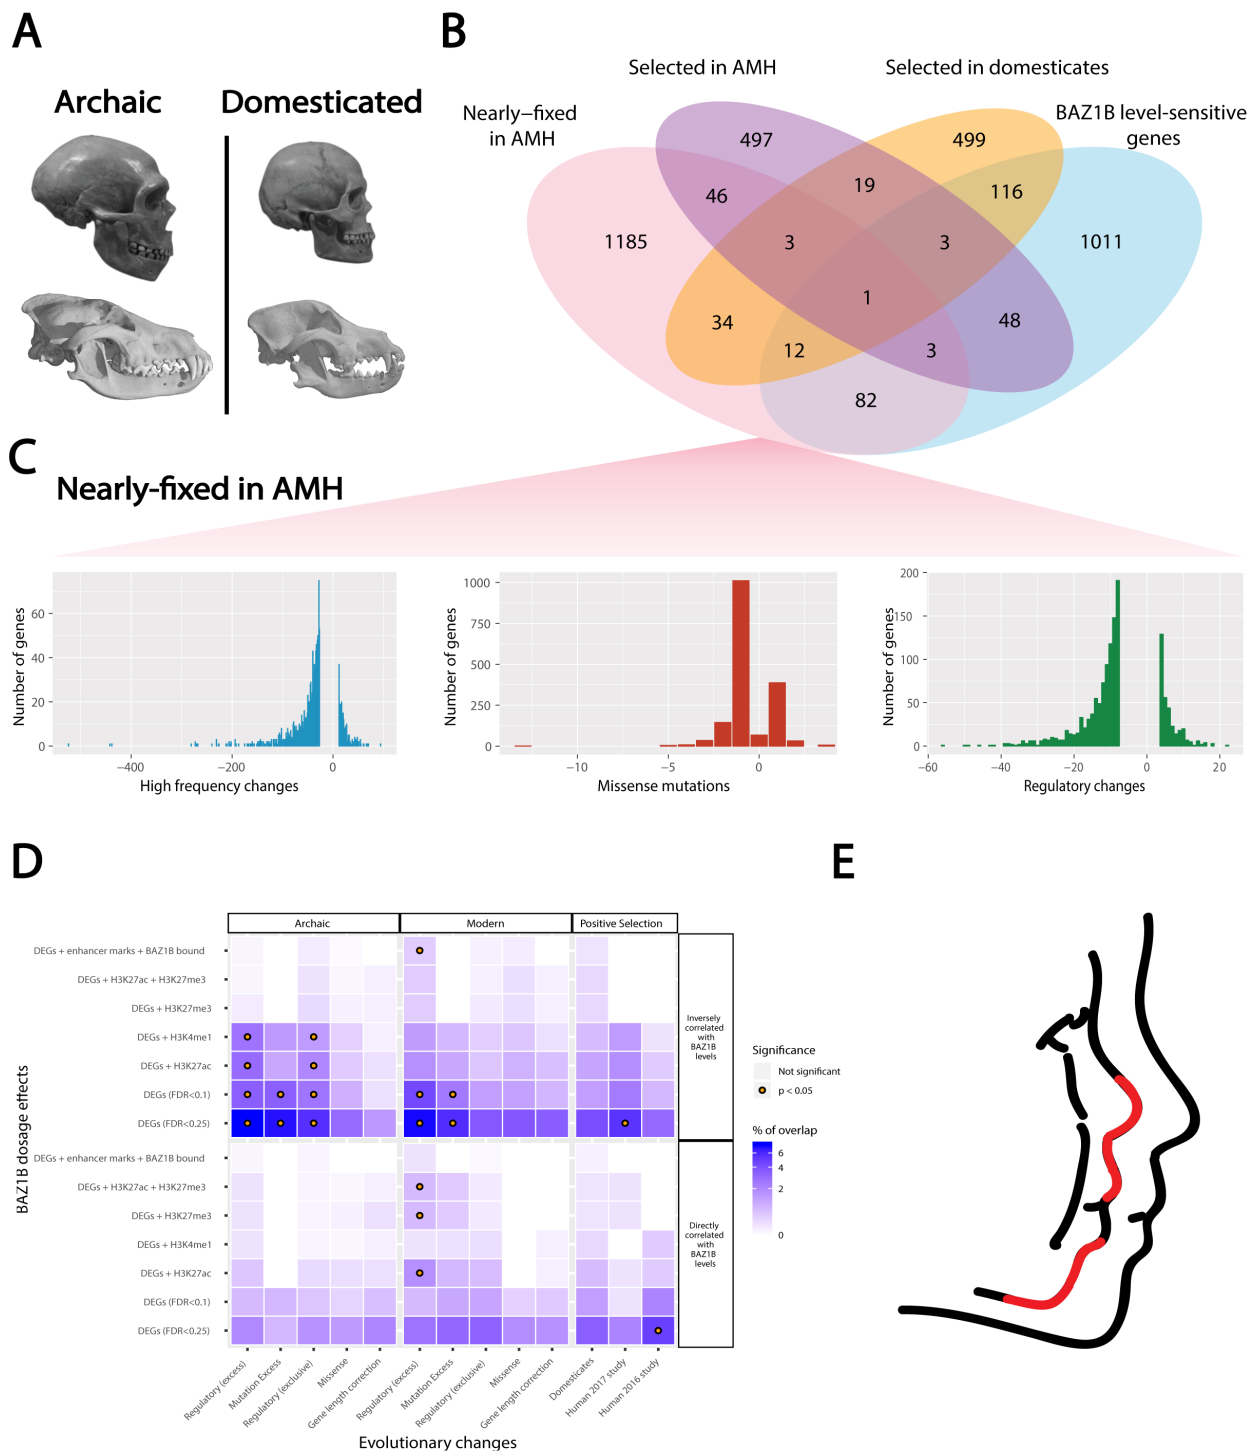 A
Archaic
Domesticated
B
Selected in AMH
Selected in domesticates
Nearly–fixed
in AMH
BAZ1B level-sensitive
genes
497
499
46
19
116
1185
3
3
1011
1
34
48
12
3
82
C
Nearly-fixed in AMH
Number of genes
60
40
20
0
−400
−200
0
High frequency changes
Number of genes
1000
750
500
250
0
−10
−5
0
Missense mutations
Number of genes
200
150
100
50
0
−60
−40
−20
0
20
Regulatory changes
D
Archaic
Modern
Positive Selection
BAZ1B dosage effects
DEGs + enhancer marks + BAZ1B bound
DEGs + H3K27ac + H3K27me3
DEGs + H3K27me3
DEGs + H3K4me1
DEGs + H3K27ac
DEGs (FDR<0.1)
DEGs (FDR<0.25)
Inversely
correlated
with
BAZ1B
levels
DEGs + enhancer marks + BAZ1B bound
DEGs + H3K27ac + H3K27me3
DEGs + H3K27me3
DEGs + H3K4me1
DEGs + H3K27ac
DEGs (FDR<0.1)
DEGs (FDR<0.25)
Directly
correlated
with
BAZ1B
levels
Regulatory (excess)
Mutation Excess
Regulatory (exclusive)
Missense
Gene length correction
Regulatory (excess)
Mutation Excess
Regulatory (exclusive)
Missense
Gene length correction
Domesticates
Human 2017 study
Human 2016 study
Evolutionary changes
Significance
Not significant
p < 0.05
% of overlap
6
4
2
0
E